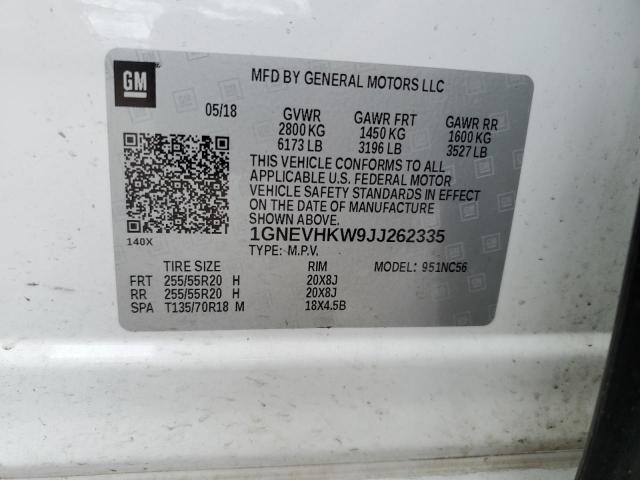 GM
MFD BY GENERAL MOTORS LLC
05/18 GVWR GAWR FRT GAWR RR
2800 KG 1450 KG 1600 KG
6173 LB 3196 LB 3527 LB
THIS VEHICLE CONFORMS TO ALL
APPLICABLE U.S. FEDERAL MOTOR
VEHICLE SAFETY STANDARDS IN EFFECT
ON THE DATE OF MANUFACTURE
SHOWN ABOVE.
140X
1GNEVHKW9JJ262335
TYPE: M.P.V. MODEL: 951NC56
TIRE SIZE RIM
FRT 255/55R20 H 20X8J
RR 255/55R20 H 20X8J
SPA T135/70R18 M 18X4.5B